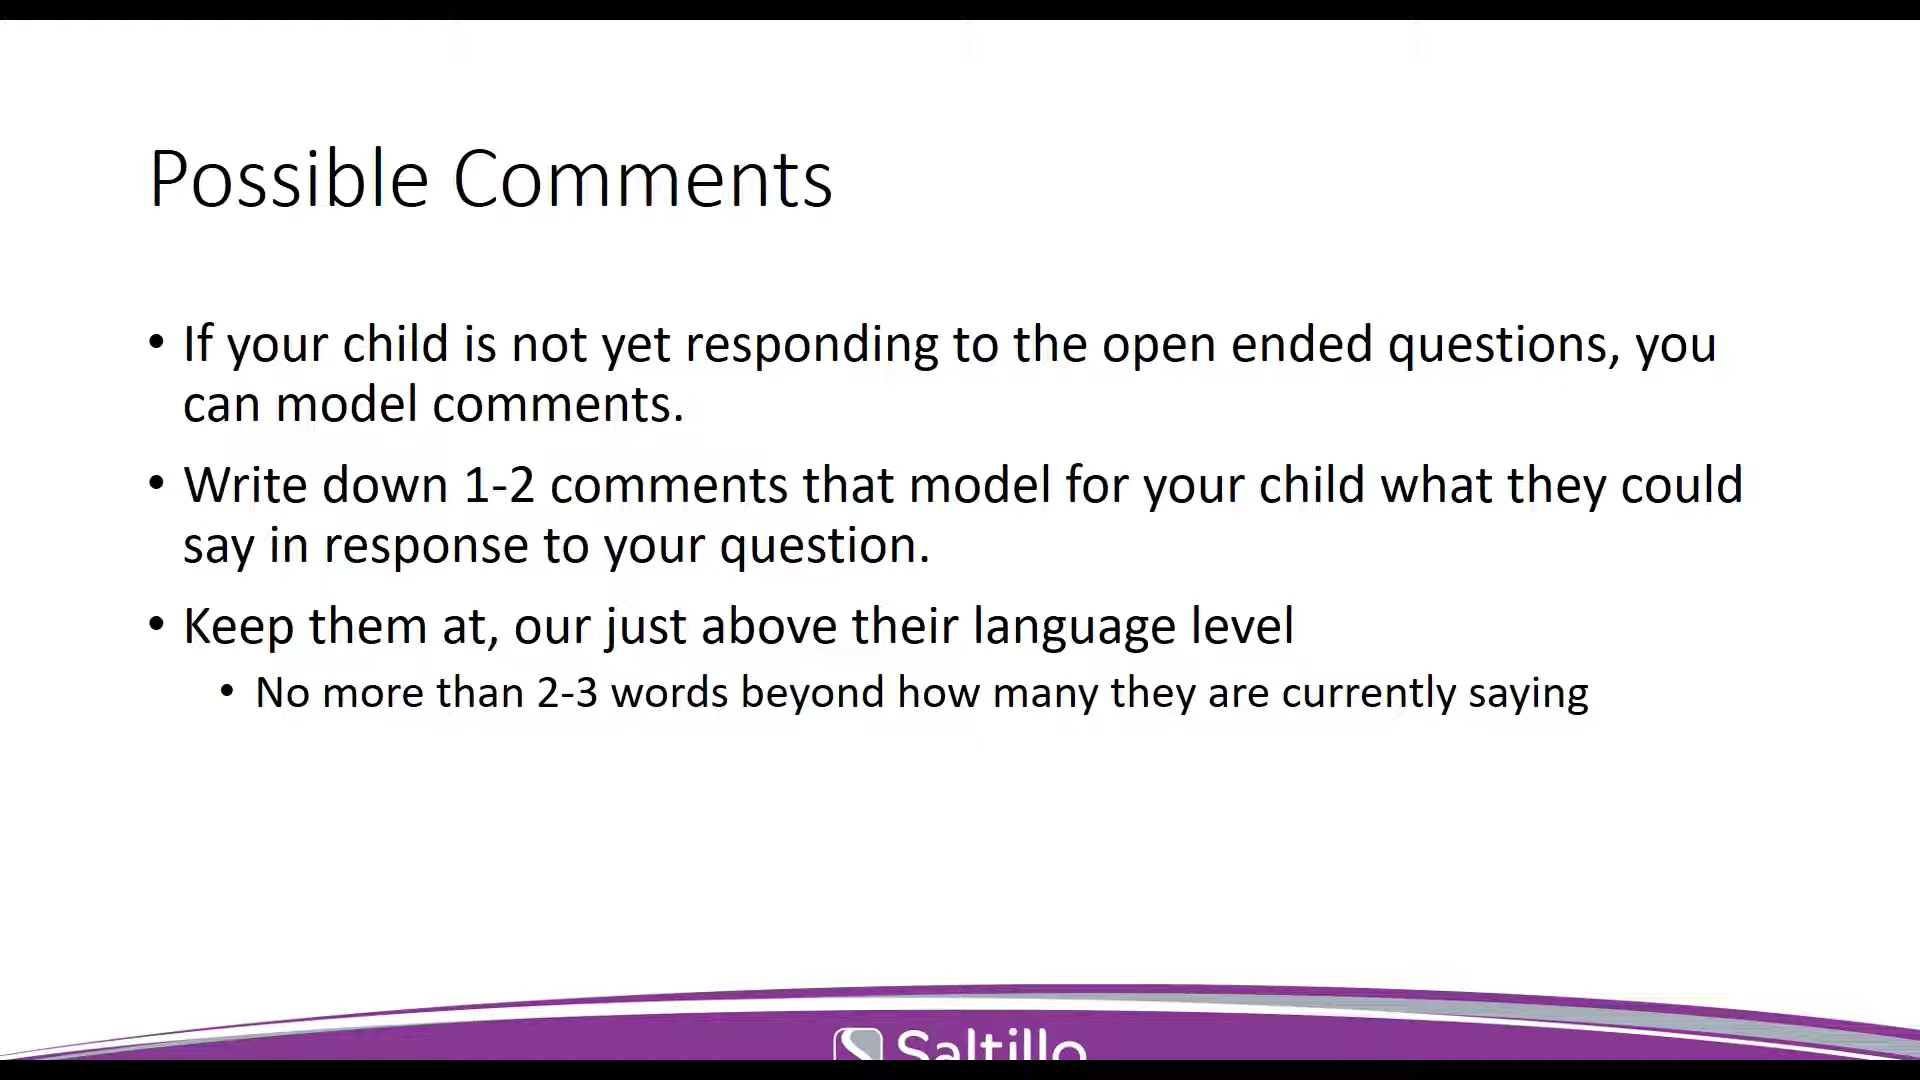 Possible Comments
• If your child is not yet responding to the open ended questions, you
can model comments.
• Write down 1-2 comments that model for your child what they could
say in response to your question.
• Keep them at, our just above their language level
• No more than 2-3 words beyond how many they are currently saying
Saltillo